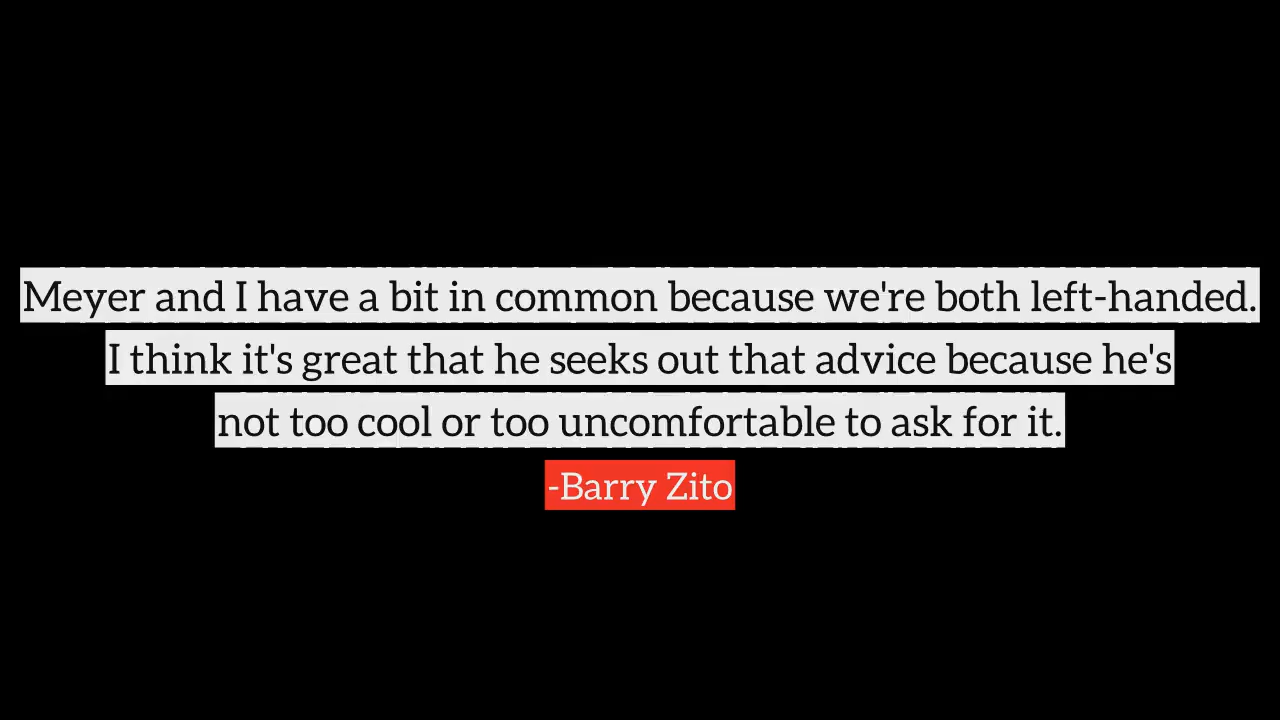 Meyer and I have a bit in common because we're both left-handed.
I think it's great that he seeks out that advice because he's
not too cool or too uncomfortable to ask for it.
-Barry Zito